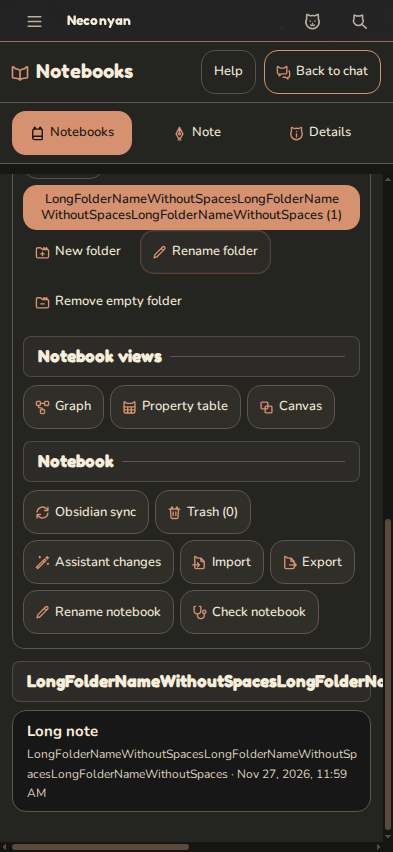 Neconyan
Notebooks
Help
Back to chat
Notebooks
Note
Details
LongFolderNameWithoutSpacesLongFolderName
WithoutSpacesLongFolderNameWithoutSpaces (1)
New folder
Rename folder
Remove empty folder
Notebook views
Graph
Property table
Canvas
Notebook
Obsidian sync
Trash (0)
Assistant changes
Import
Export
Rename notebook
Check notebook
LongFolderNameWithoutSpacesLongFolderNa
Long note
LongFolderNameWithoutSpacesLongFolderNameWithoutSp
acesLongFolderNameWithoutSpaces · Nov 27, 2026, 11:59
AM